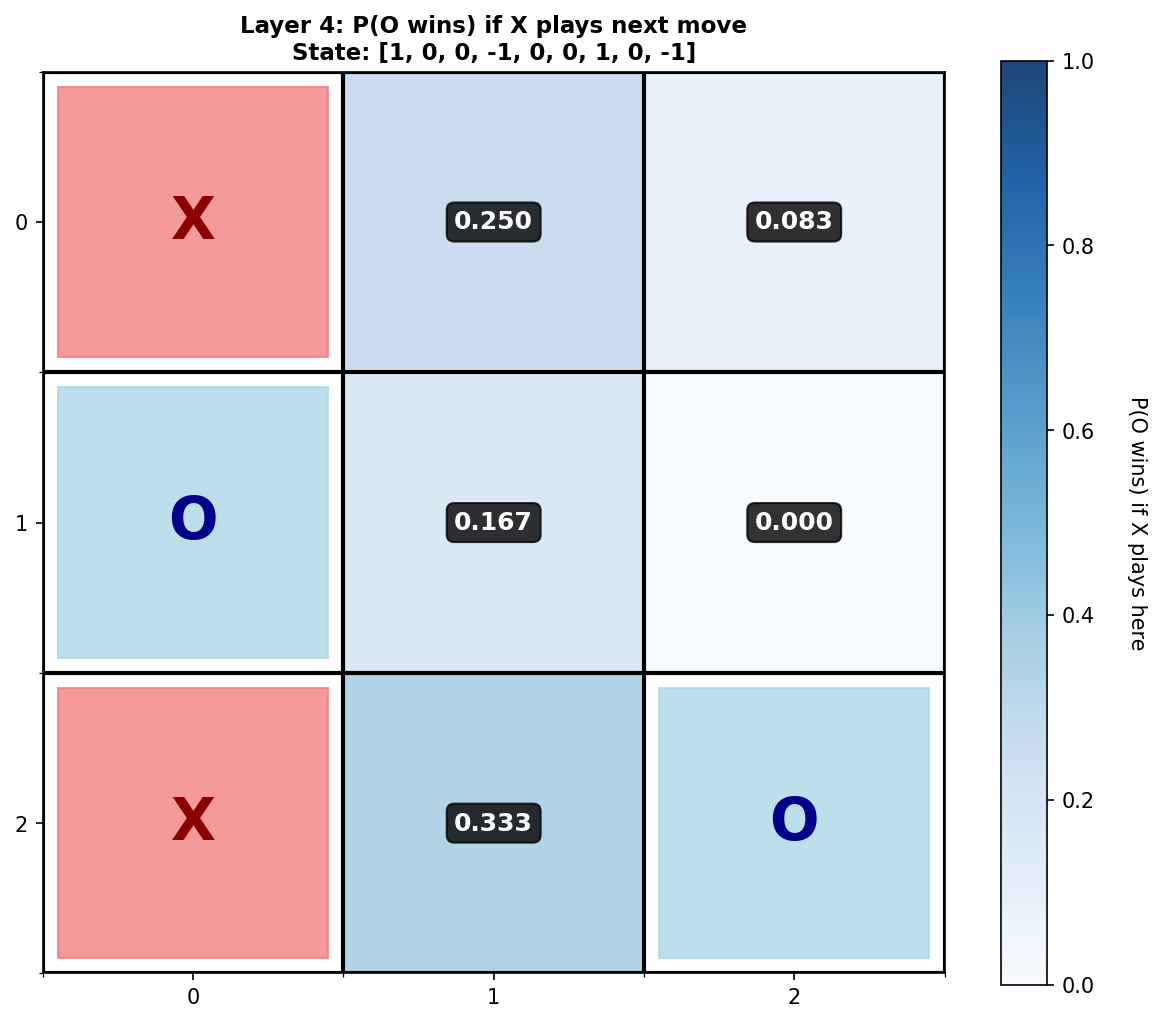 Layer 4: P(O wins) if X plays next move
State: [1, 0, 0, -1, 0, 0, 1, 0, -1]
0 X 0.250 0.083
1 O 0.167 0.000
2 X 0.333 O
0 1 2
1.0
0.8
0.6
0.4
0.2
0.0
P(O wins) if X plays here